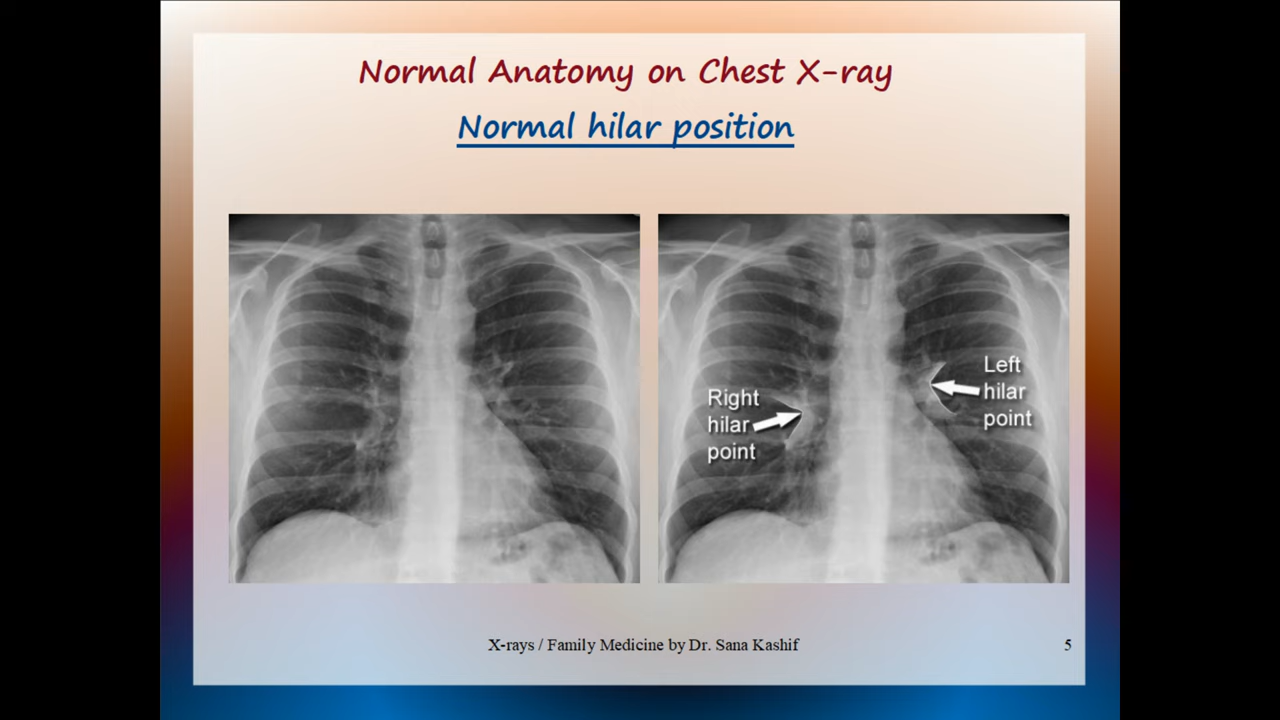 Normal Anatomy on Chest X-ray
Normal hilar position
Right
hilar
point
Left
hilar
point
X-rays / Family Medicine by Dr. Sana Kashif
5